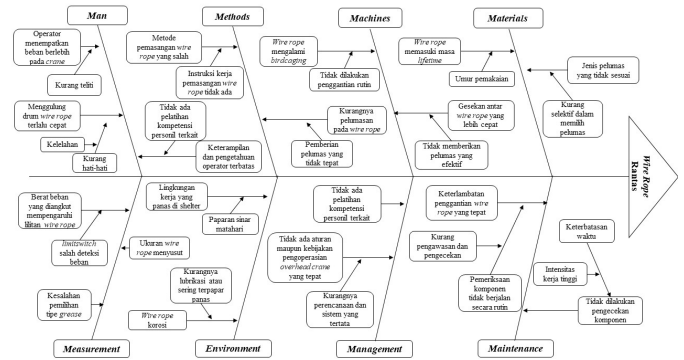 Man
Methods
Machines
Materials
Operator
menempatkan
beban berlebih
pada crane
Kurang teliti
Menggulung
drum wire rope
terlalu cepat
Kelelahan
Kurang
hati-hati
Metode
pemasangan wire
rope yang salah
Instruksi kerja
pemasangan wire
rope tidak ada
Tidak ada
pelatihan
kompetensi
personil terkait
Keterampilan
dan pengetahuan
operator terbatas
Wire rope
mengalami
birdcaging
Tidak dilakukan
penggantian rutin
Kurangnya
pelumasan
pada wire rope
Pemberian
pelumas yang
tidak tepat
Wire rope
memasuki masa
lifetime
Umur pemakaian
Gesekan antar
wire rope yang
lebih cepat
Tidak memberikan
pelumas yang
efektif
Jenis pelumas
yang tidak sesuai
Kurang
selektif dalam
memilih
pelumas
Wire Rope
Rantas
Berat beban
yang diangkut
mempengaruhi
lilitan wire rope
limitswitch
salah deteksi
beban
Ukuran wire
rope menyusut
Kesalahan
pemilihan
tipe grease
Lingkungan
kerja yang
panas di shelter
Paparan sinar
matahari
Kurangnya
lubrikasi atau
sering terpapar
panas
Wire rope
korosi
Tidak ada
pelatihan
kompetensi
personil terkait
Tidak ada aturan
maupun kebijakan
pengoperasian
overhead crane
yang tepat
Kurangnya
perencanaan dan
sistem yang
tertata
Keterlambatan
penggantian wire
rope yang tepat
Kurang
pengawasan dan
pengecekan
Pemeriksaan
komponen
tidak berjalan
secara rutin
Keterbatasan
waktu
Intensitas
kerja tinggi
Tidak dilakukan
pengecekan
komponen
Measurement
Environment
Management
Maintenance